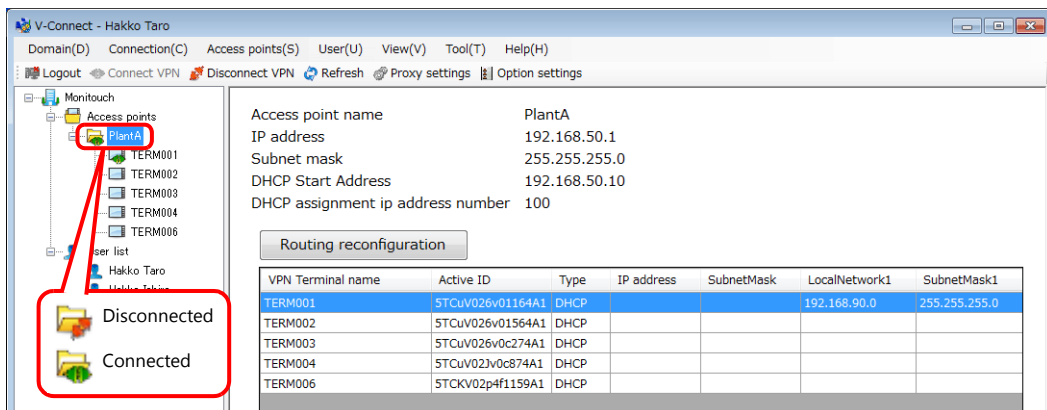 V-Connect - Hakko Taro
Domain(D) Connection(C) Access points(S) User(U) View(V) Tool(T) Help(H)
Logout Connect VPN Disconnect VPN Refresh Proxy settings Option settings
Monitouch
Access points
PlantA
TERM001
TERM002
TERM003
TERM004
TERM006
ser list
Hakko Taro
Disconnected
Connected
Access point name PlantA
IP address 192.168.50.1
Subnet mask 255.255.255.0
DHCP Start Address 192.168.50.10
DHCP assignment ip address number 100
Routing reconfiguration
VPN Terminal name Active ID Type IP address SubnetMask LocalNetwork1 SubnetMask1
TERM001 5TCuV026v01164A1 DHCP 192.168.90.0 255.255.255.0
TERM002 5TCuV026v01564A1 DHCP
TERM003 5TCuV026v0c274A1 DHCP
TERM004 5TCuV02Jv0c874A1 DHCP
TERM006 5TCKV02p4f1159A1 DHCP